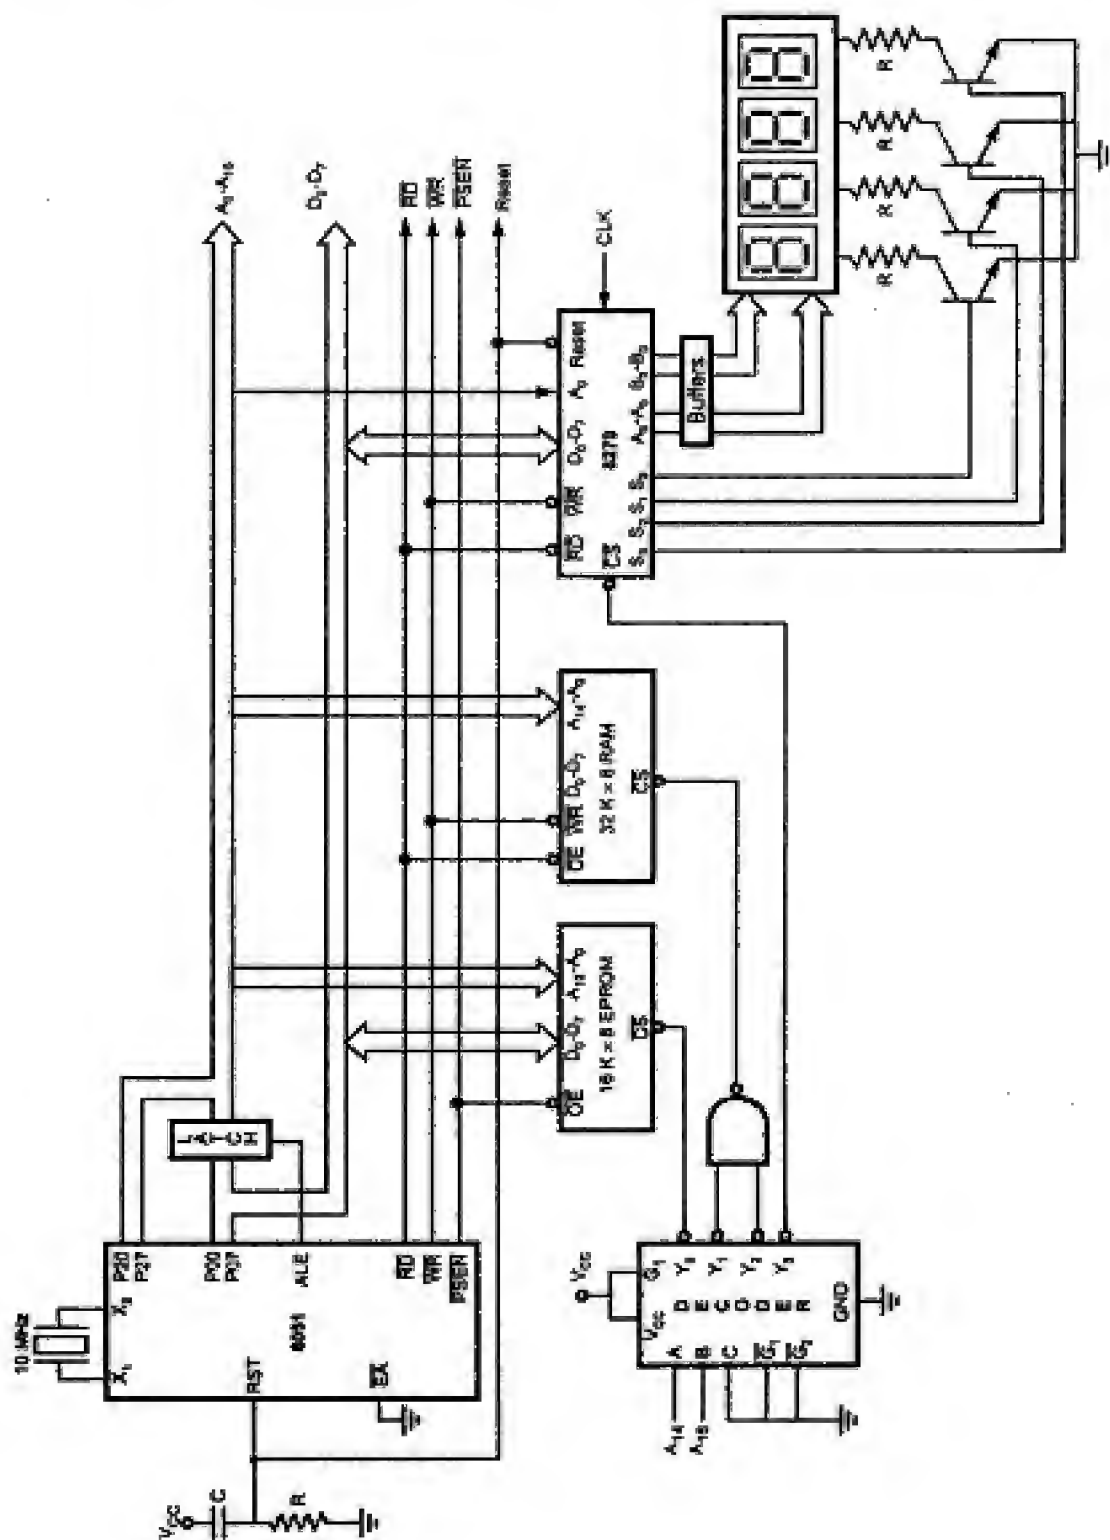 10 MHz
X1 X2
8051
P20
P27
P00
P07
ALE
RD
WR
PSEN
RST
EA
VCC
C
R
LATCH
D0-D7
RD
WR
PSEN
Reset
OE D0-D7 A13-A0
16 K × 8 EPROM
CS
OE WR D0-D7 A14-A0
32 K × 8 RAM
CS
RD WR D0-D7 A0 Reset
8279
CS
CLK
S3 S2 S1 S0 A0-A3 B0-B3
Buffers
R
R
R
R
VCC
VCC G1
A
B
C
G1
G2
DECODER
Y0
Y1
Y2
Y3
GND
A14
A15